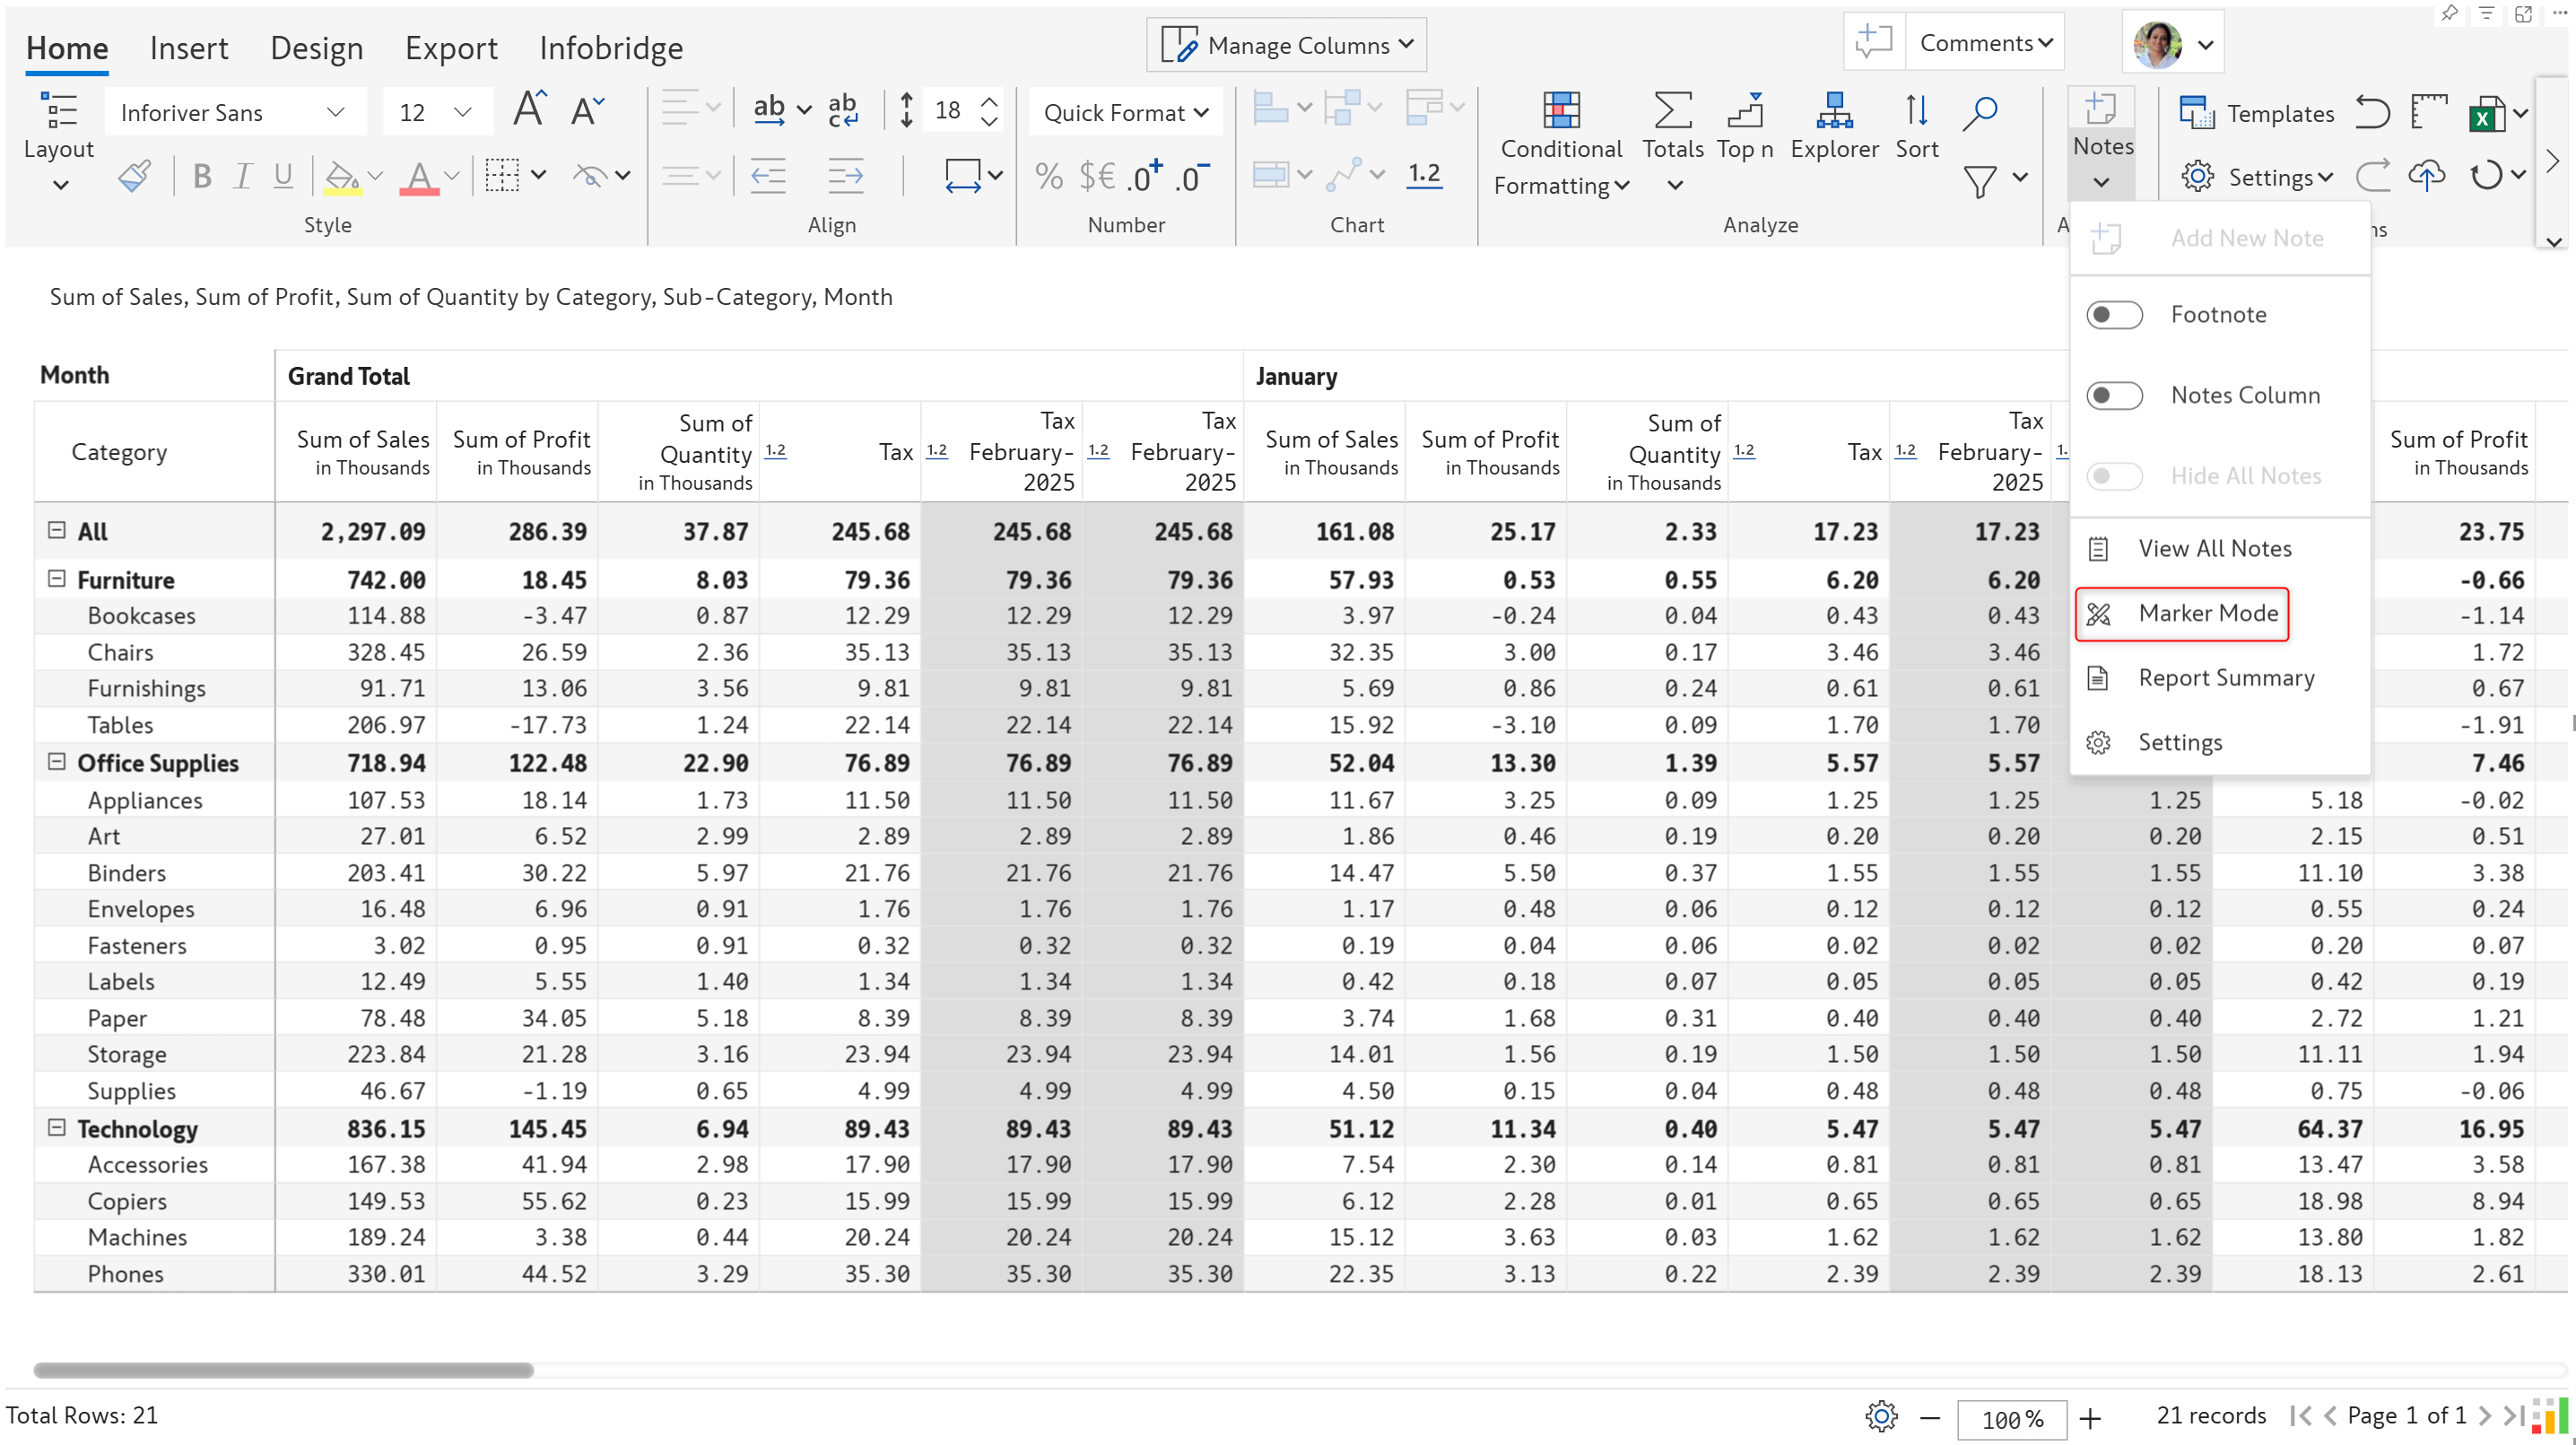 Home Insert Design Export Infobridge Manage Columns Comments
Inforiver Sans 12 ab ab c 18 Quick Format Templates
Layout Conditional Formatting Totals Top n Explorer Sort Notes
B I U A % $€ .0+ .0- 1.2 Settings
Style Align Number Chart Analyze A ns
Add New Note
Footnote
Notes Column
Hide All Notes
View All Notes
Marker Mode
Report Summary
Settings
Sum of Sales, Sum of Profit, Sum of Quantity by Category, Sub-Category, Month
Month Grand Total January
Category Sum of Sales in Thousands Sum of Profit in Thousands Sum of Quantity in Thousands 1.2 Tax 1.2 Tax February-2025 1.2 Tax February-2025 Sum of Sales in Thousands Sum of Profit in Thousands Sum of Quantity in Thousands 1.2 Tax 1.2 Tax February-2025 1. Sum of Profit in Thousands
All 2,297.09 286.39 37.87 245.68 245.68 245.68 161.08 25.17 2.33 17.23 17.23 23.75
Furniture 742.00 18.45 8.03 79.36 79.36 79.36 57.93 0.53 0.55 6.20 6.20 -0.66
Bookcases 114.88 -3.47 0.87 12.29 12.29 12.29 3.97 -0.24 0.04 0.43 0.43 -1.14
Chairs 328.45 26.59 2.36 35.13 35.13 35.13 32.35 3.00 0.17 3.46 3.46 1.72
Furnishings 91.71 13.06 3.56 9.81 9.81 9.81 5.69 0.86 0.24 0.61 0.61 0.67
Tables 206.97 -17.73 1.24 22.14 22.14 22.14 15.92 -3.10 0.09 1.70 1.70 -1.91
Office Supplies 718.94 122.48 22.90 76.89 76.89 76.89 52.04 13.30 1.39 5.57 5.57 7.46
Appliances 107.53 18.14 1.73 11.50 11.50 11.50 11.67 3.25 0.09 1.25 1.25 1.25 5.18 -0.02
Art 27.01 6.52 2.99 2.89 2.89 2.89 1.86 0.46 0.19 0.20 0.20 0.20 2.15 0.51
Binders 203.41 30.22 5.97 21.76 21.76 21.76 14.47 5.50 0.37 1.55 1.55 1.55 11.10 3.38
Envelopes 16.48 6.96 0.91 1.76 1.76 1.76 1.17 0.48 0.06 0.12 0.12 0.12 0.55 0.24
Fasteners 3.02 0.95 0.91 0.32 0.32 0.32 0.19 0.04 0.06 0.02 0.02 0.02 0.20 0.07
Labels 12.49 5.55 1.40 1.34 1.34 1.34 0.42 0.18 0.07 0.05 0.05 0.05 0.42 0.19
Paper 78.48 34.05 5.18 8.39 8.39 8.39 3.74 1.68 0.31 0.40 0.40 0.40 2.72 1.21
Storage 223.84 21.28 3.16 23.94 23.94 23.94 14.01 1.56 0.19 1.50 1.50 1.50 11.11 1.94
Supplies 46.67 -1.19 0.65 4.99 4.99 4.99 4.50 0.15 0.04 0.48 0.48 0.48 0.75 -0.06
Technology 836.15 145.45 6.94 89.43 89.43 89.43 51.12 11.34 0.40 5.47 5.47 5.47 64.37 16.95
Accessories 167.38 41.94 2.98 17.90 17.90 17.90 7.54 2.30 0.14 0.81 0.81 0.81 13.47 3.58
Copiers 149.53 55.62 0.23 15.99 15.99 15.99 6.12 2.28 0.01 0.65 0.65 0.65 18.98 8.94
Machines 189.24 3.38 0.44 20.24 20.24 20.24 15.12 3.63 0.03 1.62 1.62 1.62 13.80 1.82
Phones 330.01 44.52 3.29 35.30 35.30 35.30 22.35 3.13 0.22 2.39 2.39 2.39 18.13 2.61
Total Rows: 21 100% 21 records Page 1 of 1